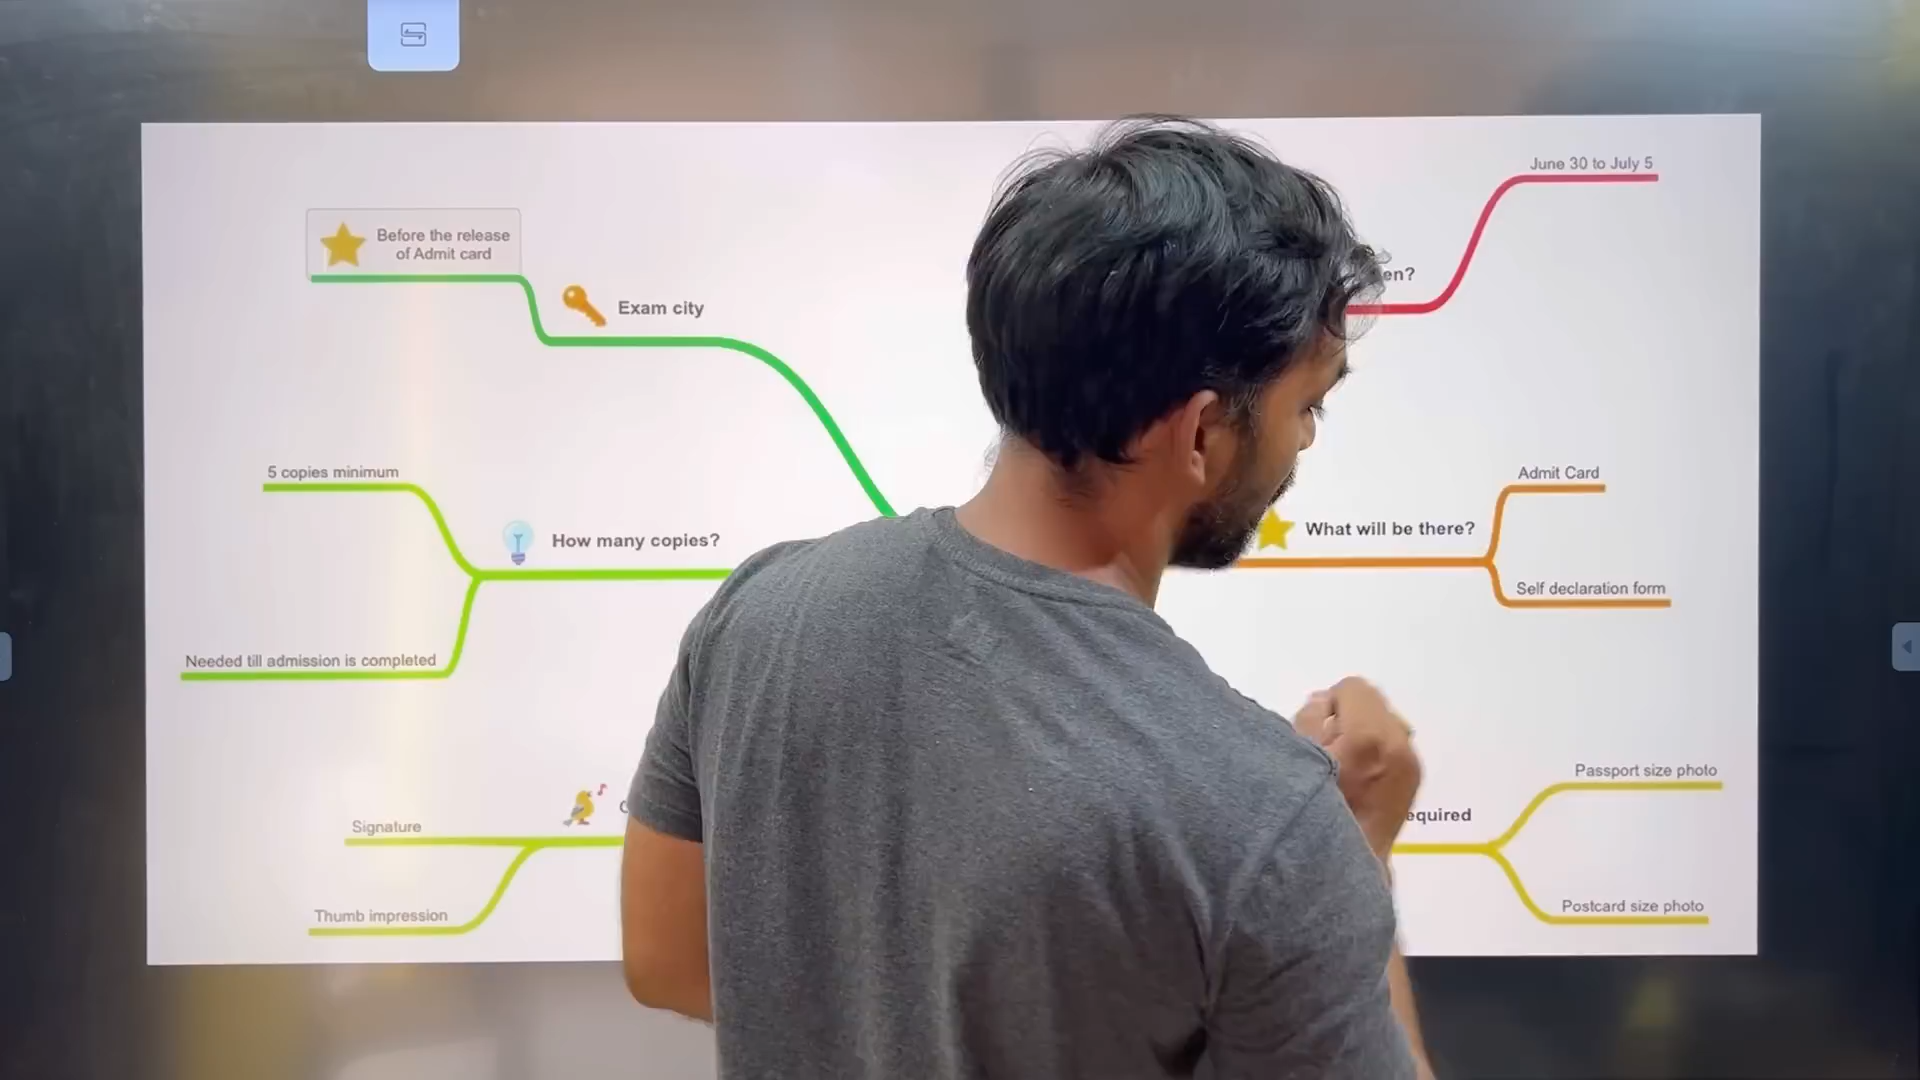 Before the release
of Admit card
Exam city
5 copies minimum
How many copies?
Needed till admission is completed
Signature
Thumb impression
June 30 to July 5
en?
Admit Card
What will be there?
Self declaration form
Passport size photo
equired
Postcard size photo